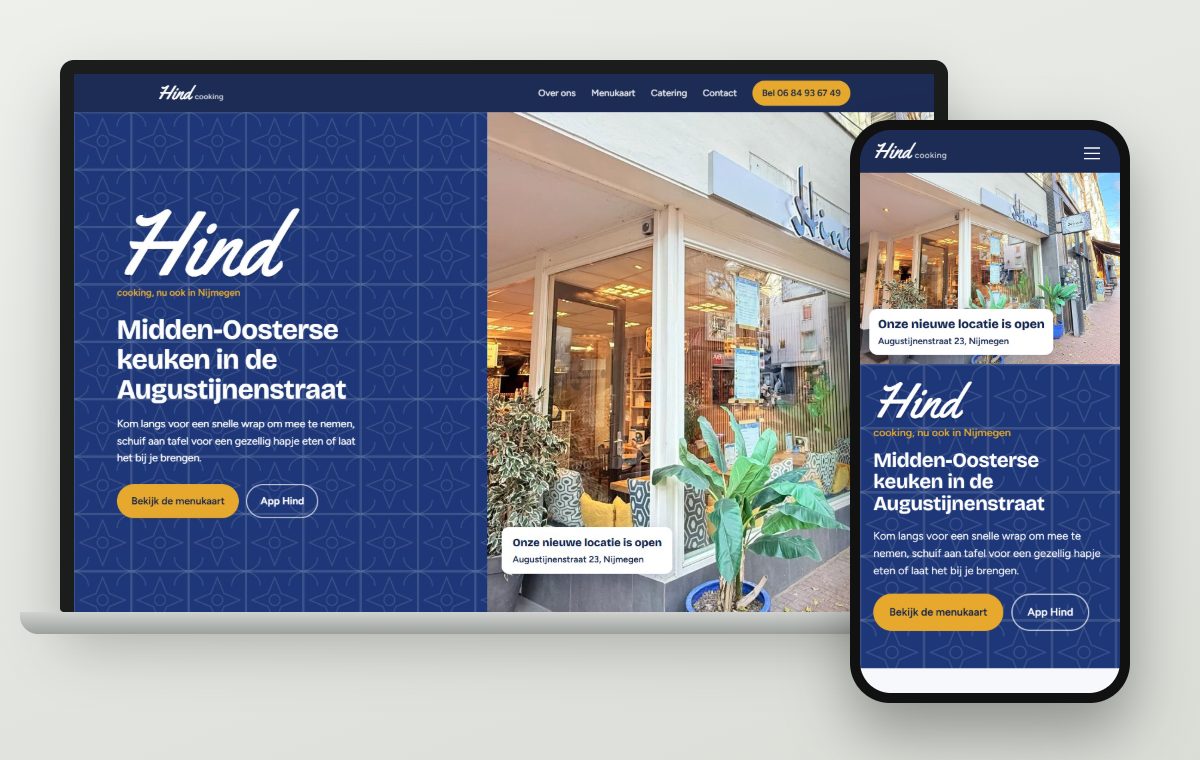 Hind cooking
Over ons Menukaart Catering Contact Bel 06 84 93 67 49
Hind
cooking, nu ook in Nijmegen
Midden-Oosterse
keuken in de
Augustijnenstraat
Kom langs voor een snelle wrap om mee te nemen,
schuif aan tafel voor een gezellig hapje eten of laat
het bij je brengen.
Bekijk de menukaart App Hind
Hind
Onze nieuwe locatie is open
Augustijnenstraat 23, Nijmegen
Hind cooking
Hind
Onze nieuwe locatie is open
Augustijnenstraat 23, Nijmegen
Hind
cooking, nu ook in Nijmegen
Midden-Oosterse
keuken in de
Augustijnenstraat
Kom langs voor een snelle wrap om mee te
nemen, schuif aan tafel voor een gezellig hapje
eten of laat het bij je brengen.
Bekijk de menukaart App Hind